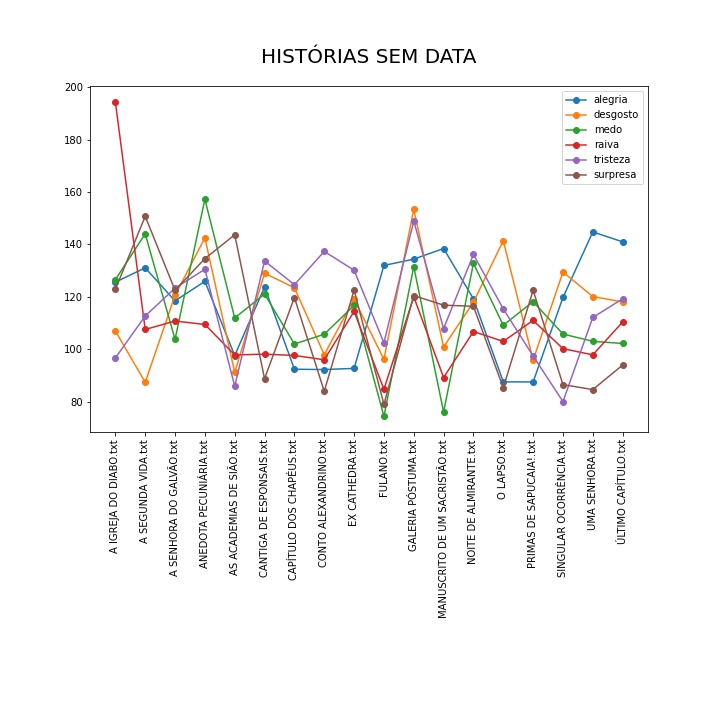 HISTÓRIAS SEM DATA
200
180
160
140
120
100
80
alegria
desgosto
medo
raiva
tristeza
surpresa
A IGREJA DO DIABO.txt
A SEGUNDA VIDA.txt
A SENHORA DO GALVÃO.txt
ANEDOTA PECUNIÁRIA.txt
AS ACADEMIAS DE SIÃO.txt
CANTIGA DE ESPONSAIS.txt
CAPÍTULO DOS CHAPÉUS.txt
CONTO ALEXANDRINO.txt
EX CATHEDRA.txt
FULANO.txt
GALERIA PÓSTUMA.txt
MANUSCRITO DE UM SACRISTÃO.txt
NOITE DE ALMIRANTE.txt
O LAPSO.txt
PRIMAS DE SAPUCAIA!.txt
SINGULAR OCORRÊNCIA.txt
UMA SENHORA.txt
ÚLTIMO CAPÍTULO.txt